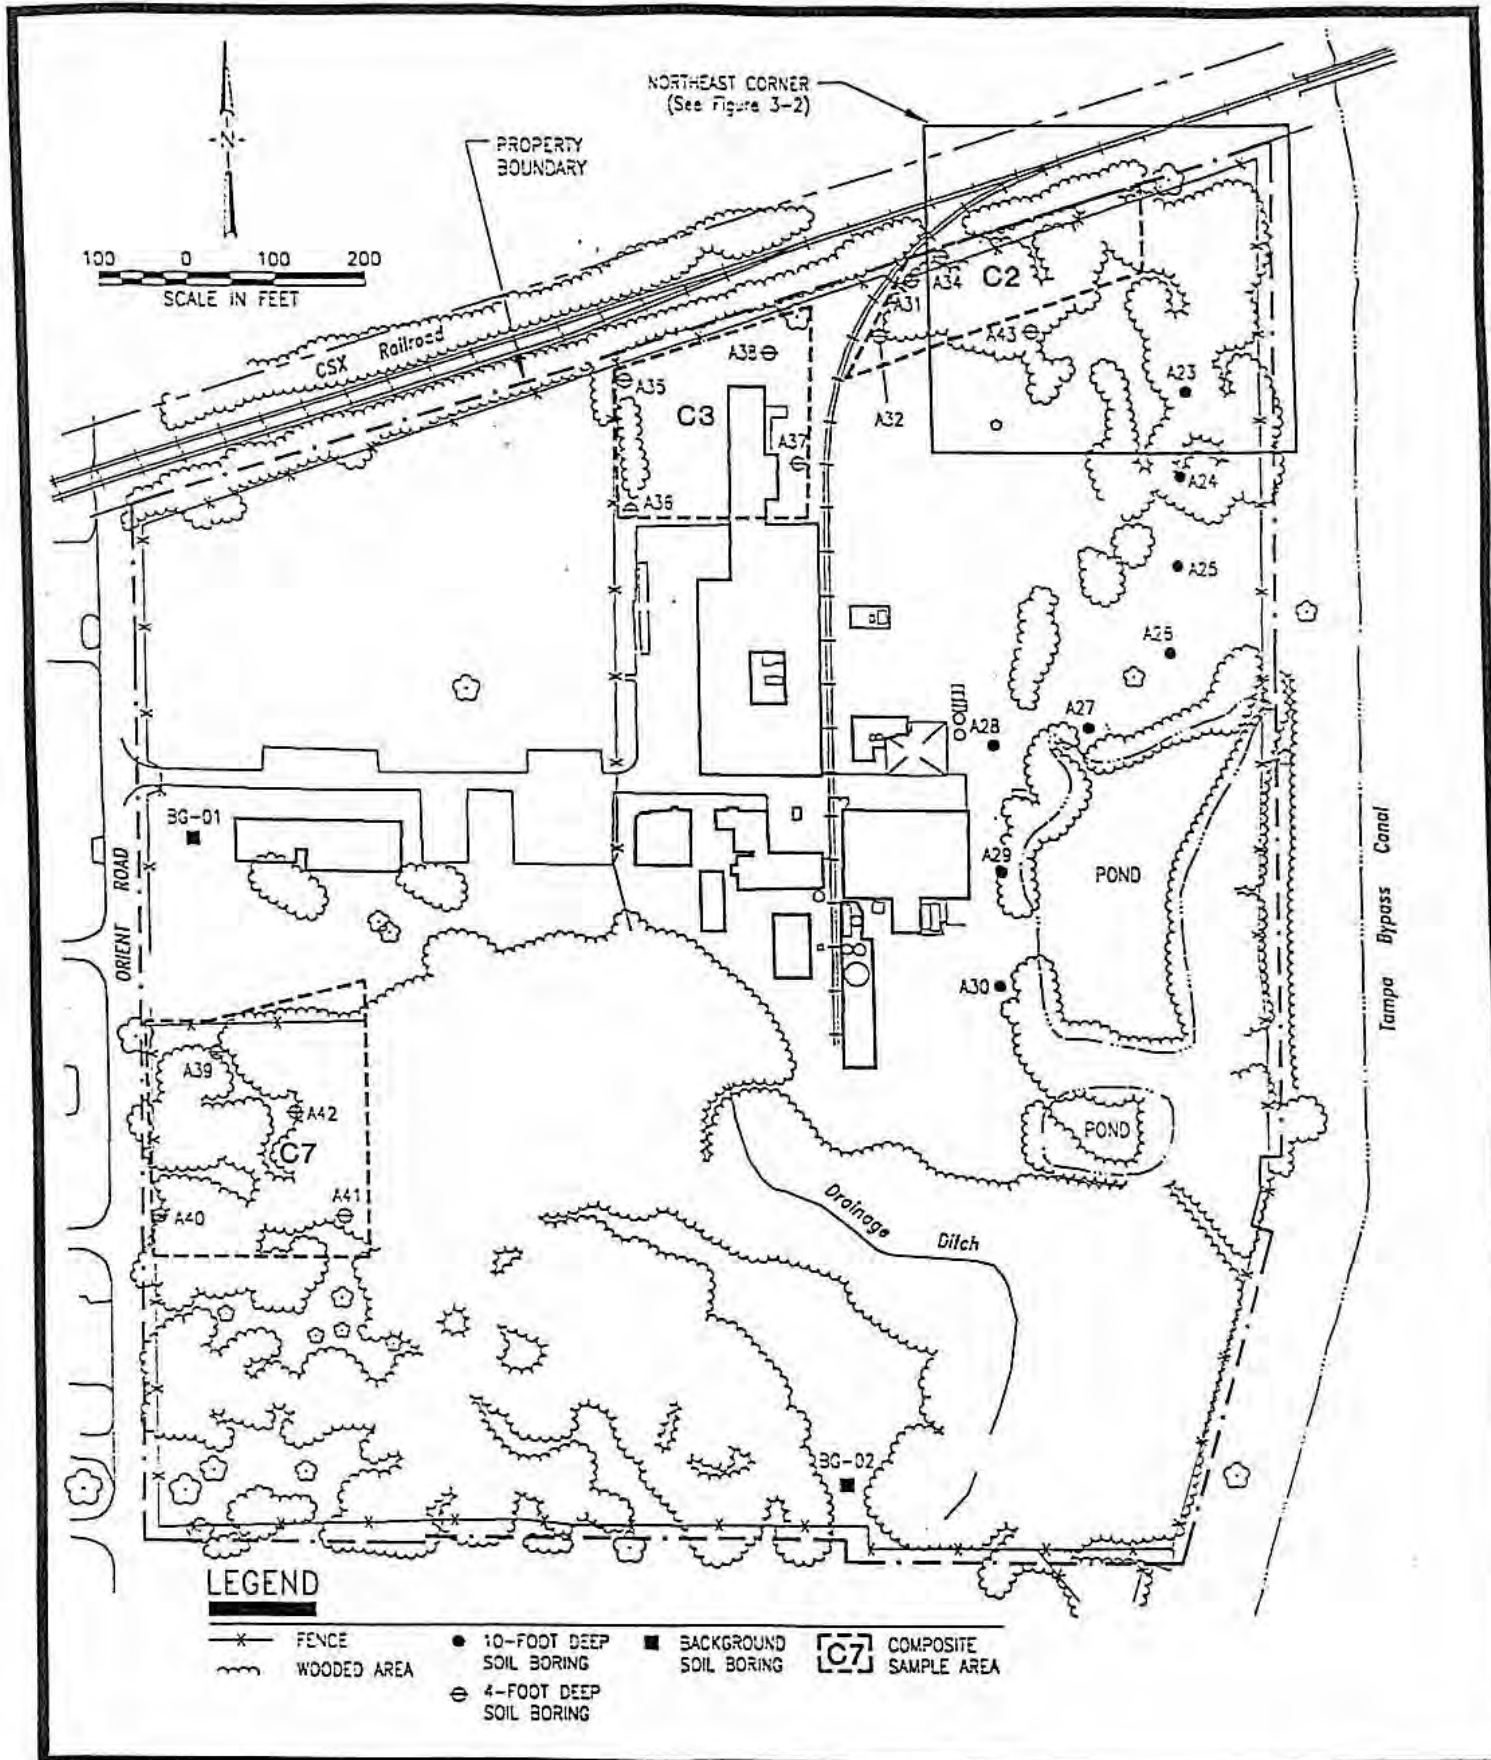 NORTHEAST CORNER
(See Figure 3-2)
PROPERTY
BOUNDARY
N
100 0 100 200
SCALE IN FEET
CSX Railroad
C2
A31
A34
A43
A32
A23
A38
A35
C3
A37
A36
A24
A25
A26
A27
A28
BG-01
ORIENT ROAD
A29
POND
Tampa Bypass Canal
A30
A39
A42
C7
A41
A40
POND
Drainage Ditch
BG-02
LEGEND
FENCE
WOODED AREA
10-FOOT DEEP
SOIL BORING
4-FOOT DEEP
SOIL BORING
BACKGROUND
SOIL BORING
C7
COMPOSITE
SAMPLE AREA